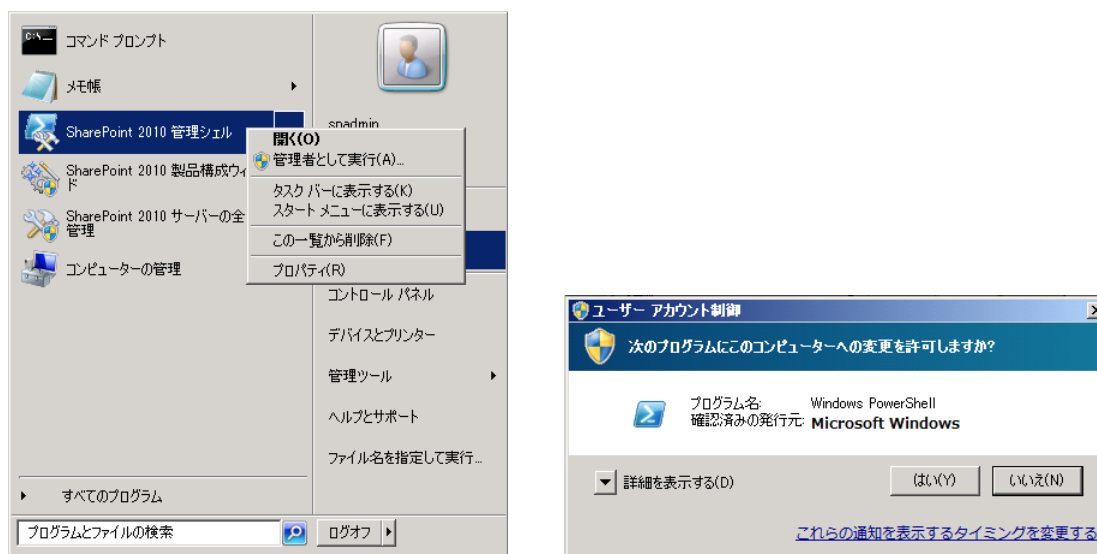 コマンド プロンプト
メモ帳
SharePoint 2010 管理シェル
SharePoint 2010 製品構成ウィ
ド
SharePoint 2010 サーバーの全
管理
コンピューターの管理
すべてのプログラム
プログラムとファイルの検索
spadmin
コントロール パネル
デバイスとプリンター
管理ツール
ヘルプとサポート
ファイル名を指定して実行...
ログオフ
開く(O)
管理者として実行(A)...
タスク バーに表示する(K)
スタート メニューに表示する(U)
この一覧から削除(F)
プロパティ(R)
ユーザー アカウント制御
次のプログラムにこのコンピューターへの変更を許可しますか?
プログラム名: Windows PowerShell
確認済みの発行元: Microsoft Windows
詳細を表示する(D)
はい(Y)
いいえ(N)
これらの通知を表示するタイミングを変更する